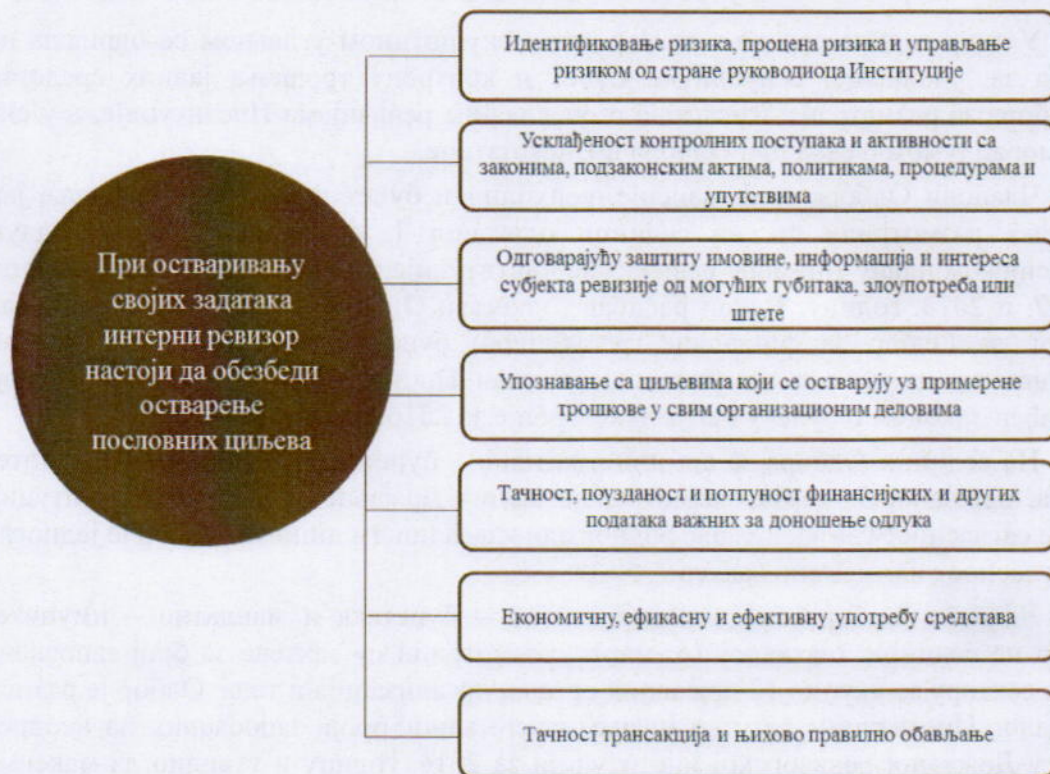 При остваривању
својих задатака
интерни ревизор
настоји да обезбеди
остварење
пословних циљева
Идентификовање ризика, процена ризика и управљање
ризиком од стране руководиоца Институције
Усклађеност контролних поступака и активности са
законима, подзаконским актима, политикама, процедурама и
упутствима
Одговарајућу заштиту имовине, информација и интереса
субјекта ревизије од могућих губитака, злоупотреба или
штете
Упознавање са циљевима који се остварују уз примерене
трошкове у свим организационим деловима
Тачност, поузданост и потпуност финансијских и других
података важних за доношење одлука
Економичну, ефикасну и ефективну употребу средстава
Тачност трансакција и њихово правилно обављање